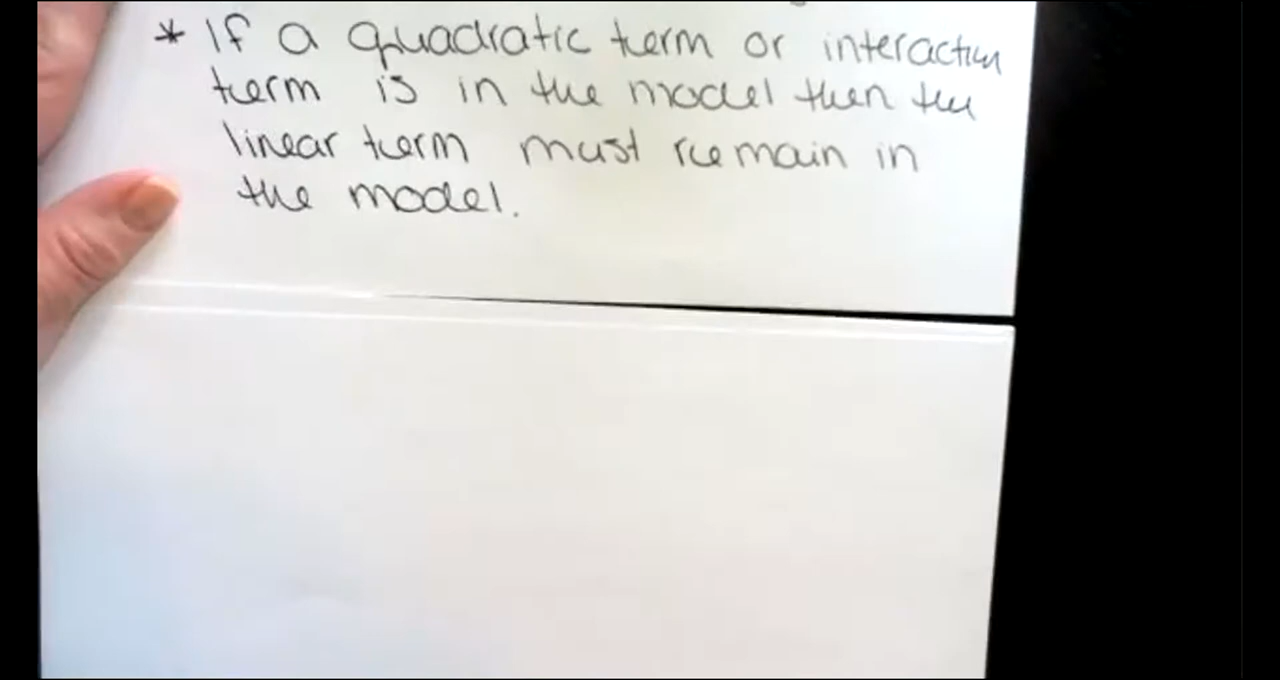 * If a quadratic term or interaction
term is in the model then the
linear term must remain in
the model.